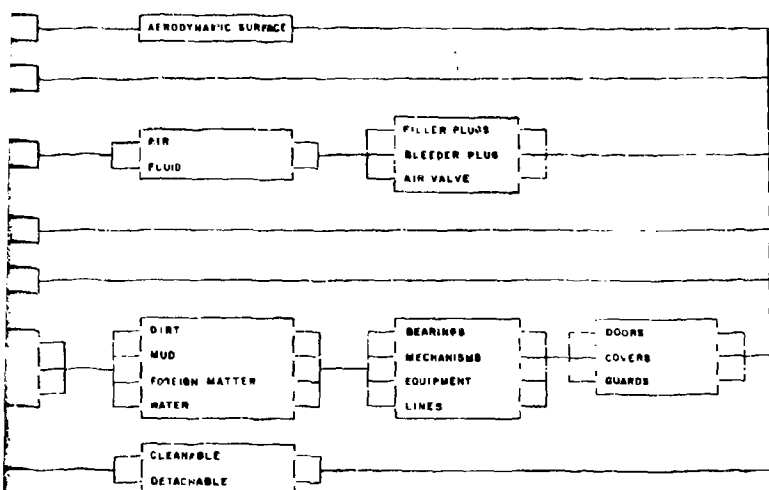 AERODYNAMIC SURFACE
AIR
FLUID
FILLER PLUGS
BLEEDER PLUG
AIR VALVE
DIRT
MUD
FOREIGN MATTER
WATER
BEARINGS
MECHANISMS
EQUIPMENT
LINES
DOORS
COVERS
GUARDS
CLEANABLE
DETACHABLE